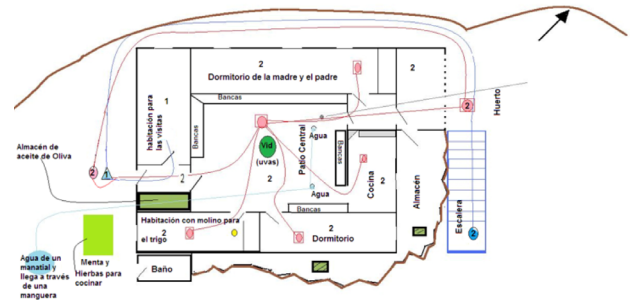 2
2
Dormitorio de la madre y el padre
Bancas
1
habitación para
las visitas
Bancas
2
Huerto
Almacén de
aceite de Oliva
Vid
(uvas)
Patio Central
Agua
Bancas
2
1
2
2
Cocina
2
Almacén
Agua
Bancas
Escalera
2
Habitación con molino para
el trigo
2
2
Dormitorio
Baño
Agua de un
manatial y
llega a través
de una
manguera
Menta y
Hierbas para
cocinar